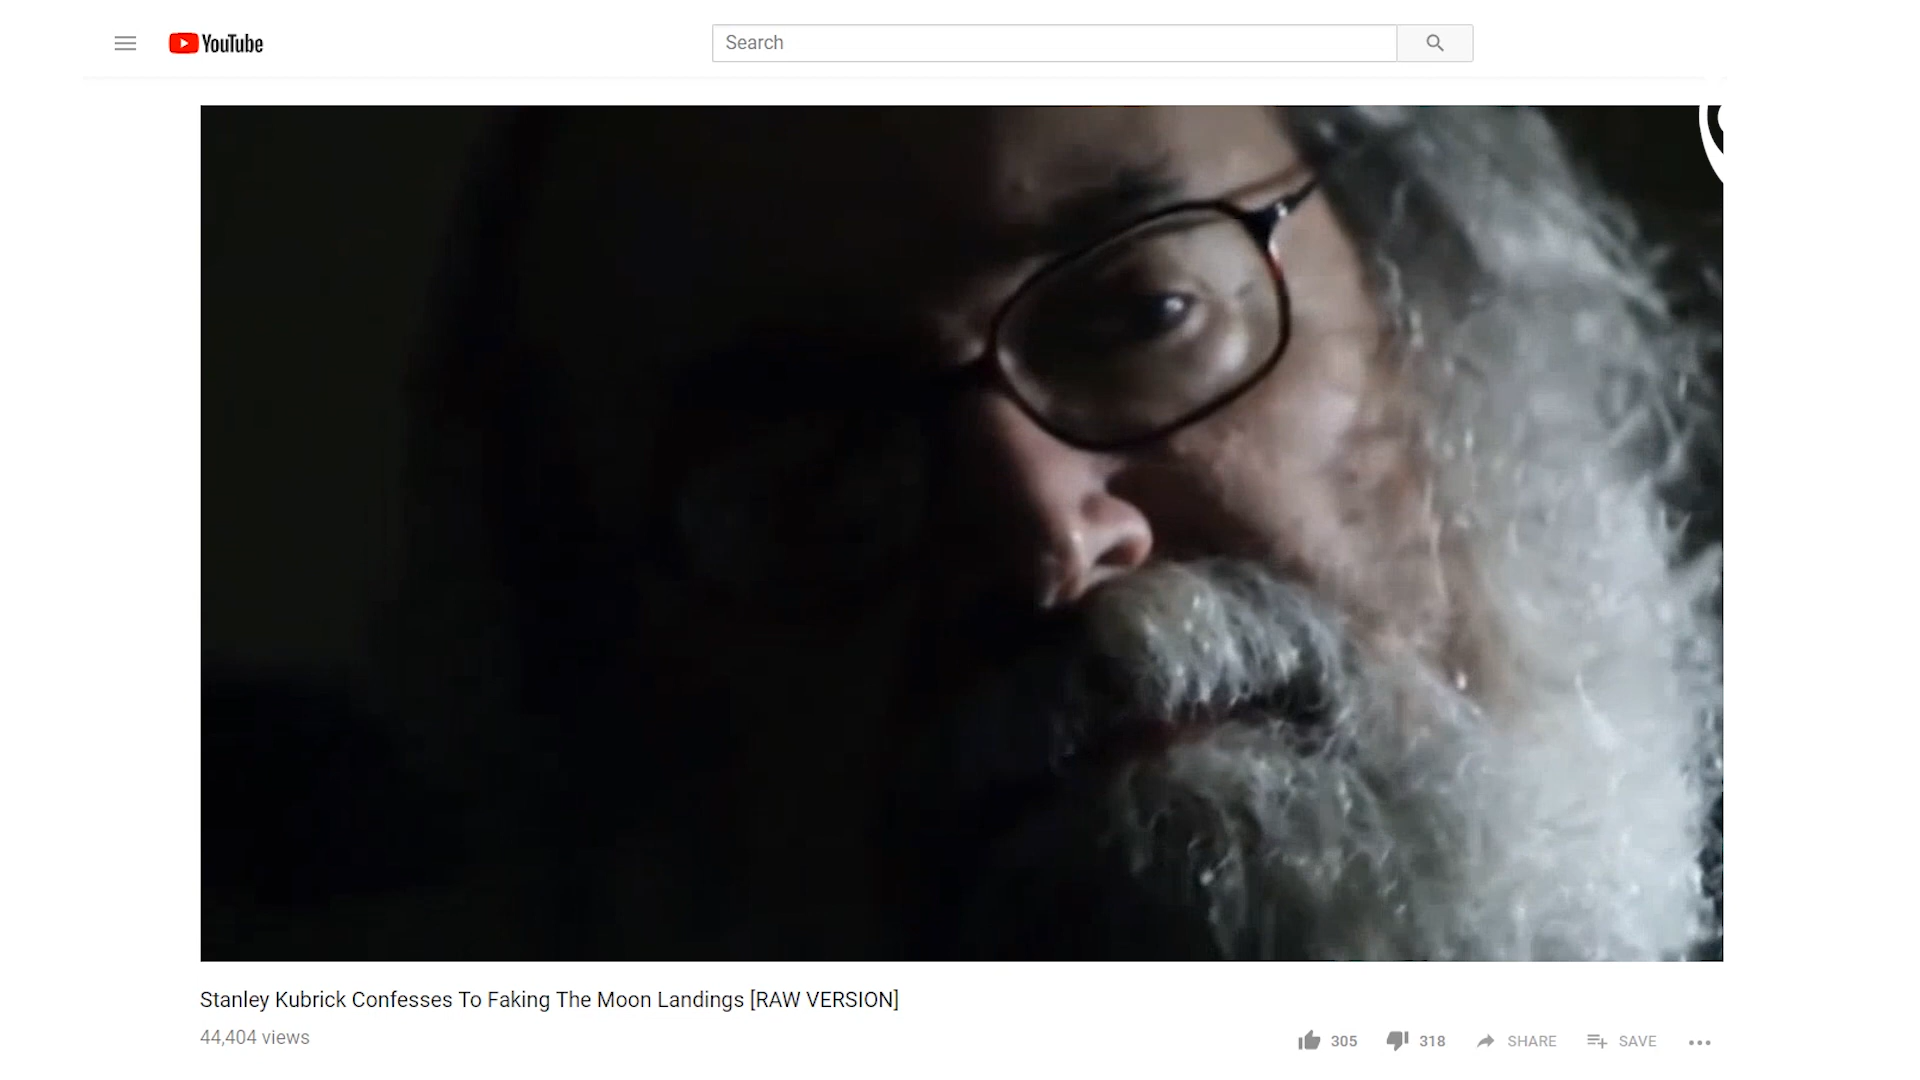 YouTube
Search
Stanley Kubrick Confesses To Faking The Moon Landings [RAW VERSION]
44,404 views
305
318
SHARE
SAVE